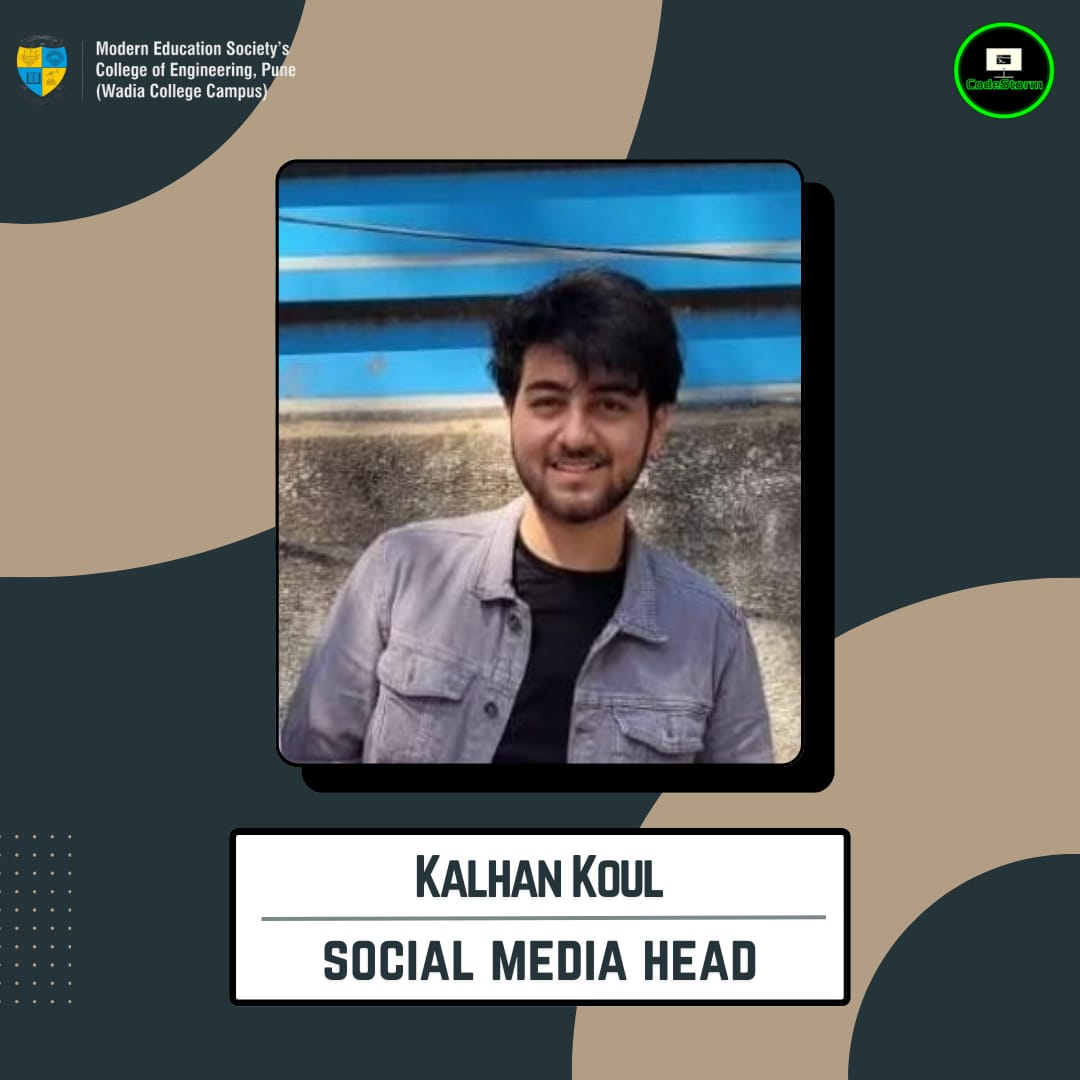 Modern Education Society's
College of Engineering, Pune
(Wadia College Campus)
CodeStorm
KALHAN KOUL
SOCIAL MEDIA HEAD